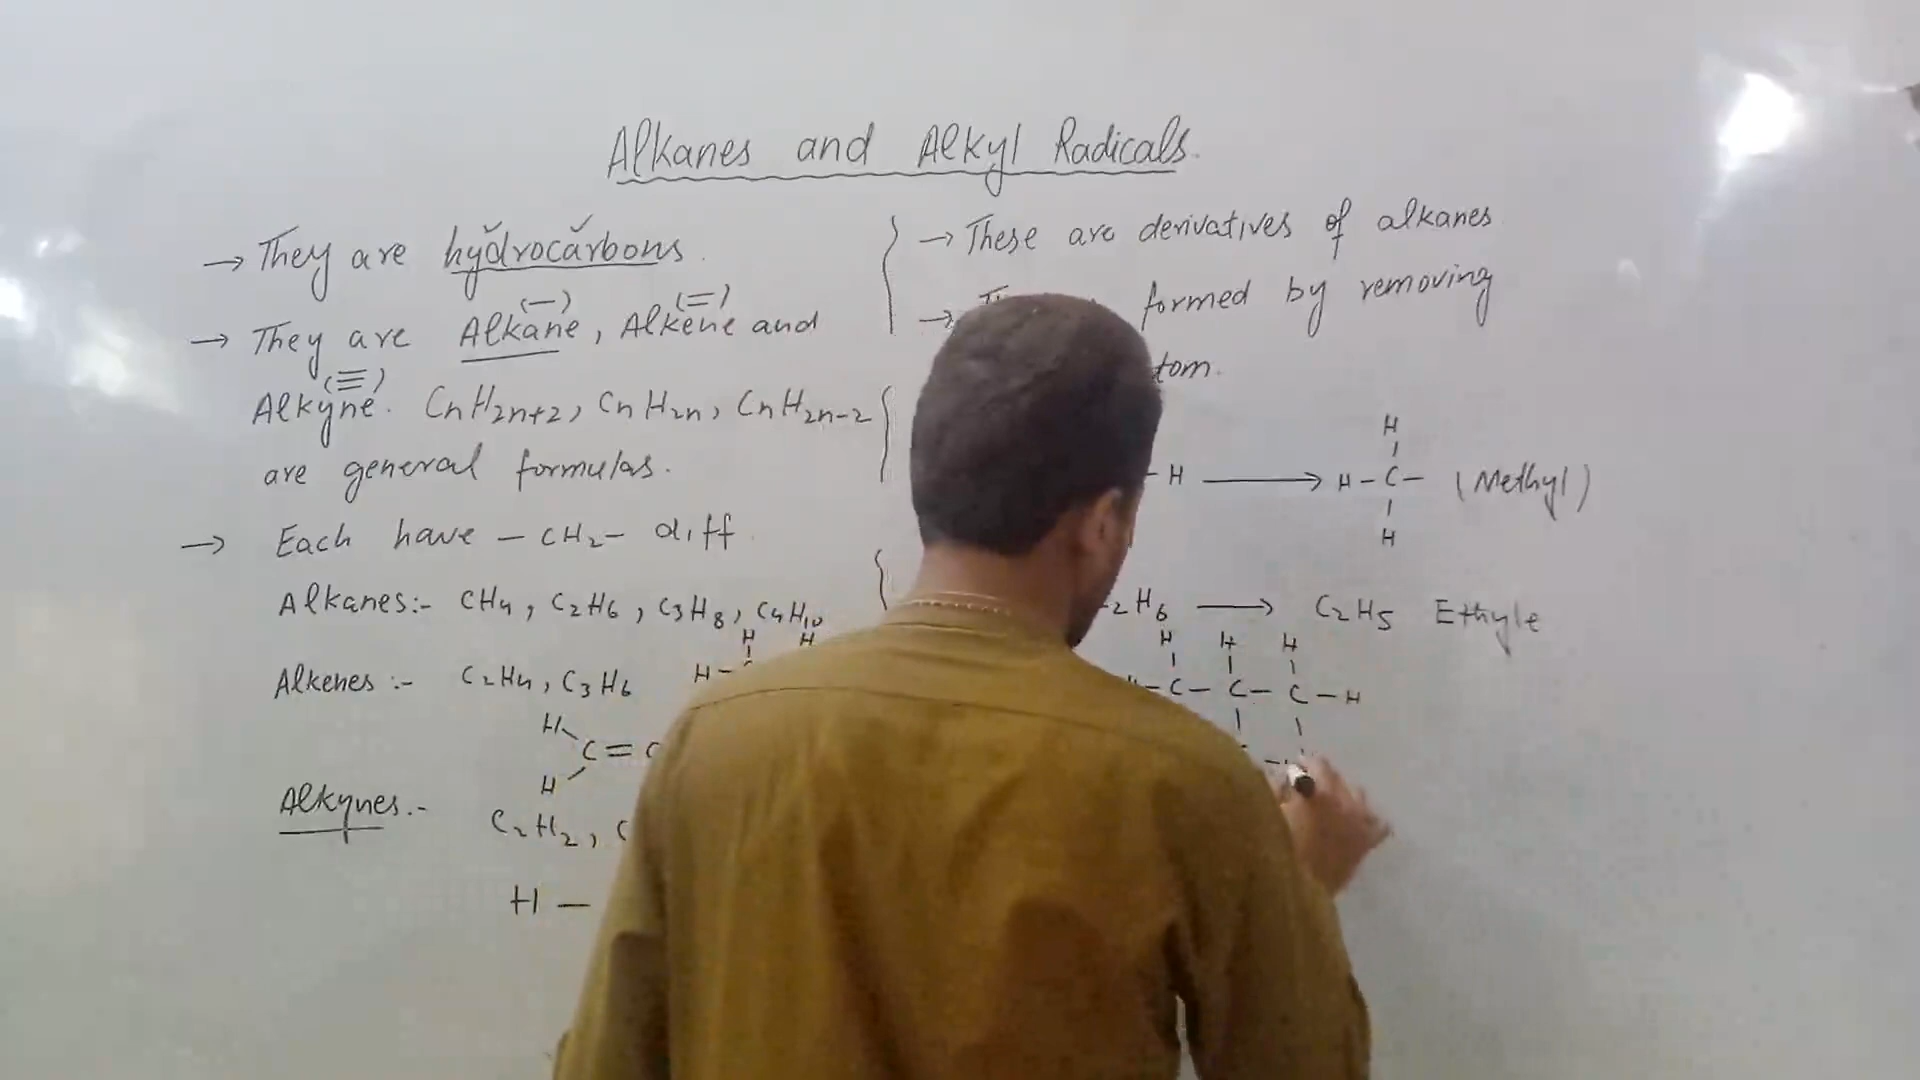 Alkanes and Alkyl Radicals.
→ They are hydrocarbons.
(—) (=)
→ They are Alkane, Alkene and
(≡)
Alkyne. CnH2n+2, CnH2n, CnH2n-2
are general formulas.
→ Each have - CH2 - diff.
Alkanes:- CH4, C2H6, C3H8, C4H10
H H
Alkenes:- C2H4, C3H6 H-
H
C = C
H
Alkynes.-
C2H2, C
H —
→ These are derivatives of alkanes
→ formed by removing
tom.
H
- H → H - C - (Methyl)
H
2H6 → C2H5 Ethyle
H H H
- C - C - C - H